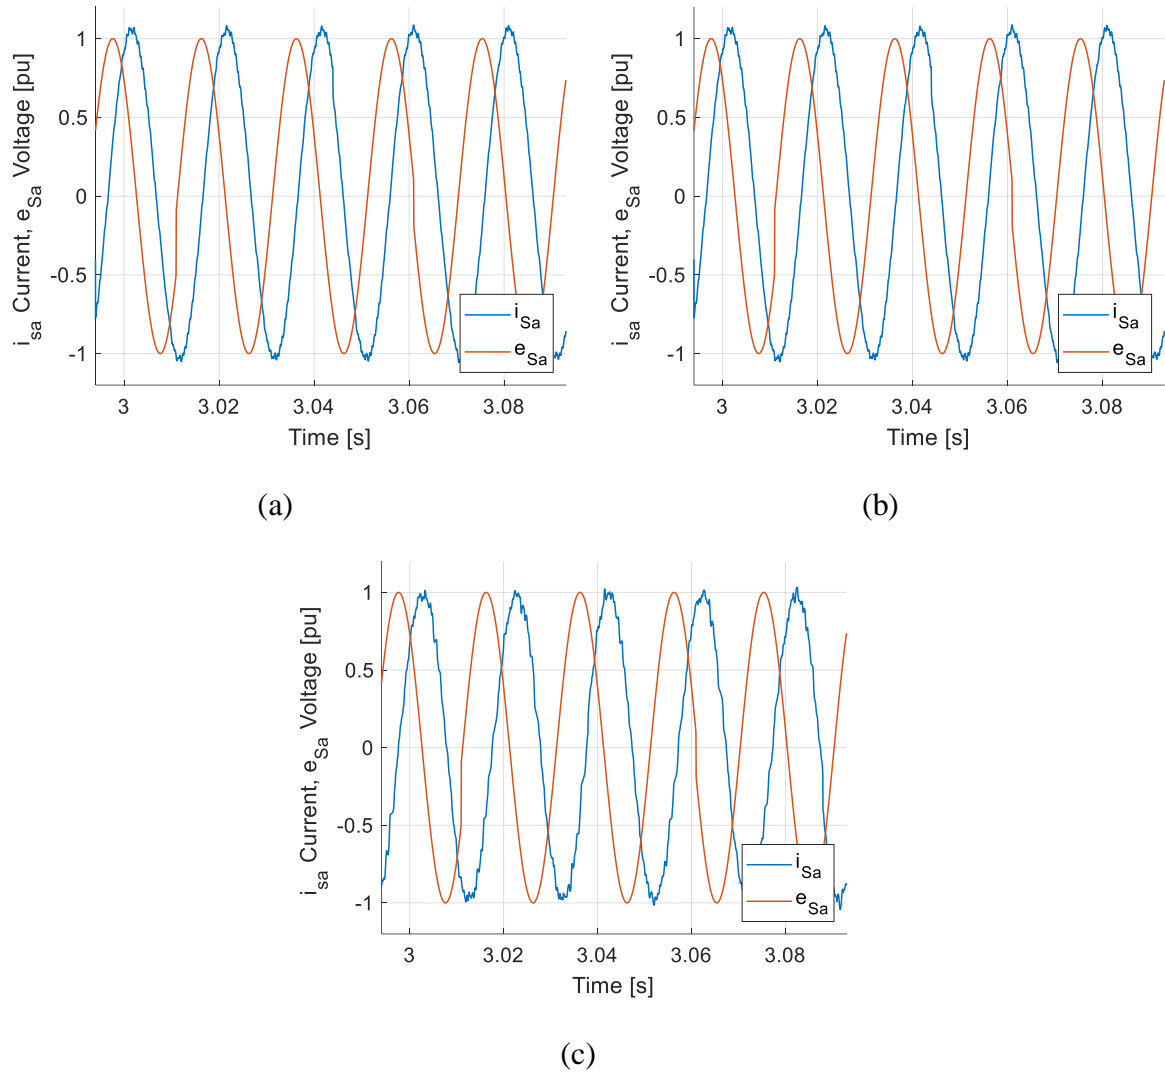 i_sa Current, e_Sa Voltage [pu]
1
0.5
0
-0.5
-1
3 3.02 3.04 3.06 3.08
Time [s]
i_Sa
e_Sa
(a)
i_sa Current, e_Sa Voltage [pu]
1
0.5
0
-0.5
-1
3 3.02 3.04 3.06 3.08
Time [s]
i_Sa
e_Sa
(b)
i_sa Current, e_Sa Voltage [pu]
1
0.5
0
-0.5
-1
3 3.02 3.04 3.06 3.08
Time [s]
i_Sa
e_Sa
(c)